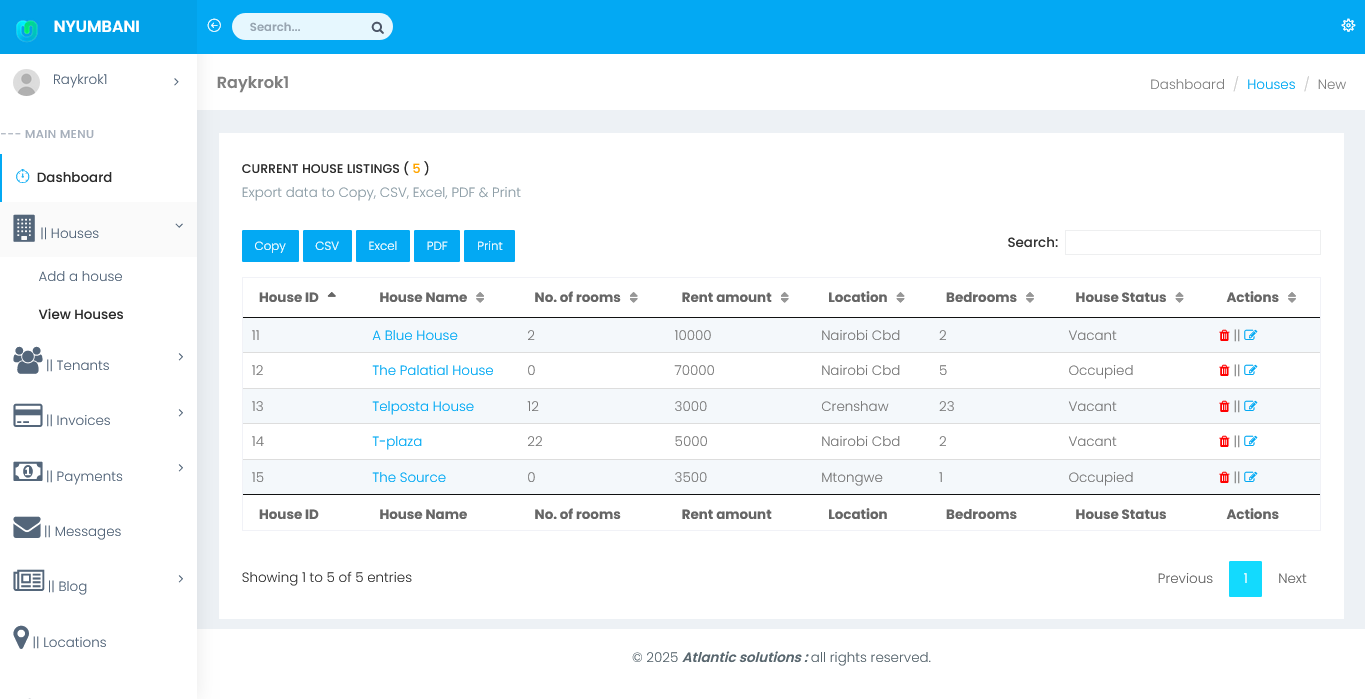 NYUMBANI
Search...
Raykrok1
--- MAIN MENU
Dashboard
|| Houses
Add a house
View Houses
|| Tenants
|| Invoices
|| Payments
|| Messages
|| Blog
|| Locations
Raykrok1
Dashboard / Houses / New
CURRENT HOUSE LISTINGS ( 5 )
Export data to Copy, CSV, Excel, PDF & Print
Copy CSV Excel PDF Print
Search:
House ID House Name No. of rooms Rent amount Location Bedrooms House Status Actions
11 A Blue House 2 10000 Nairobi Cbd 2 Vacant ||
12 The Palatial House 0 70000 Nairobi Cbd 5 Occupied ||
13 Telposta House 12 3000 Crenshaw 23 Vacant ||
14 T-plaza 22 5000 Nairobi Cbd 2 Vacant ||
15 The Source 0 3500 Mtongwe 1 Occupied ||
House ID House Name No. of rooms Rent amount Location Bedrooms House Status Actions
Showing 1 to 5 of 5 entries
Previous 1 Next
© 2025 Atlantic solutions : all rights reserved.